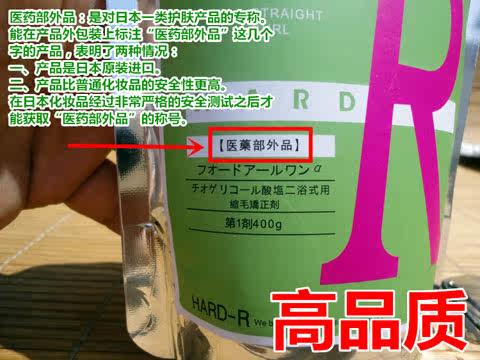 医药部外品：是对日本一类护肤产品的专称。
能在产品外包装上标注“医药部外品”这几个
字的产品，表明了两种情况：
一、产品是日本原装进口。
二、产品比普通化妆品的安全性更高。
在日本化妆品经过非常严格的安全测试之后才
能获取“医药部外品”的称号。
TRAIGHT
RL
ARD
R
【医薬部外品】
フオードアールワンα
チオグリコール酸塩二浴式用
縮毛矯正剤
第1剤400g
HARD-R Web
高品质